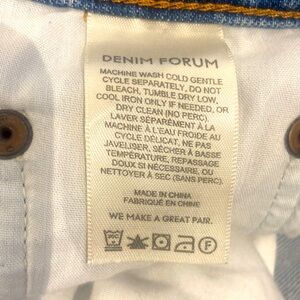 DENIM FORUM
MACHINE WASH COLD GENTLE
CYCLE SEPARATELY, DO NOT
BLEACH, TUMBLE DRY LOW,
COOL IRON ONLY IF NEEDED, OR
DRY CLEAN (NO PERC).
LAVER SÉPARÉMENT À LA
MACHINE À L'EAU FROIDE AU
CYCLE DÉLICAT, NE PAS
JAVELISER, SÉCHER À BASSE
TEMPÉRATURE, REPASSAGE
DOUX SI NÉCESSAIRE, OU
NETTOYER À SEC (SANS PERC).
MADE IN CHINA
FABRIQUÉ EN CHINE
WE MAKE A GREAT PAIR.
F